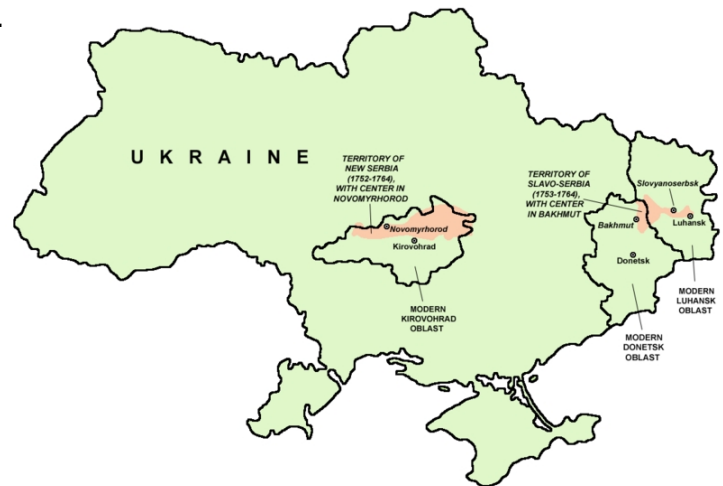 UKRAINE
TERRITORY OF
NEW SERBIA
(1752-1764),
WITH CENTER IN
NOVOMYRHOROD
Novomyrhorod
Kirovohrad
MODERN
KIROVOHRAD
OBLAST
TERRITORY OF
SLAVO-SERBIA
(1753-1764),
WITH CENTER
IN BAKHMUT
Slovyanoserbsk
Luhansk
Bakhmut
Donetsk
MODERN
LUHANSK
OBLAST
MODERN
DONETSK
OBLAST